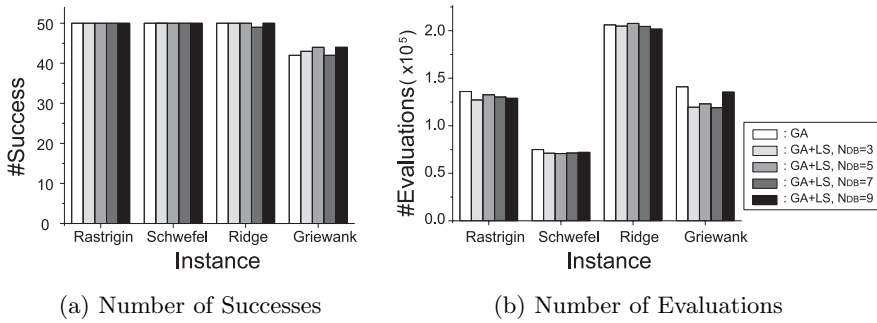 50
40
30
20
10
0
#Success
Rastrigin Schwefel Ridge Griewank
Instance
(a) Number of Successes
2.0
1.5
1.0
0.5
0.0
#Evaluations( x10⁵)
Rastrigin Schwefel Ridge Griewank
Instance
(b) Number of Evaluations
: GA
: GA+LS, NDB=3
: GA+LS, NDB=5
: GA+LS, NDB=7
: GA+LS, NDB=9